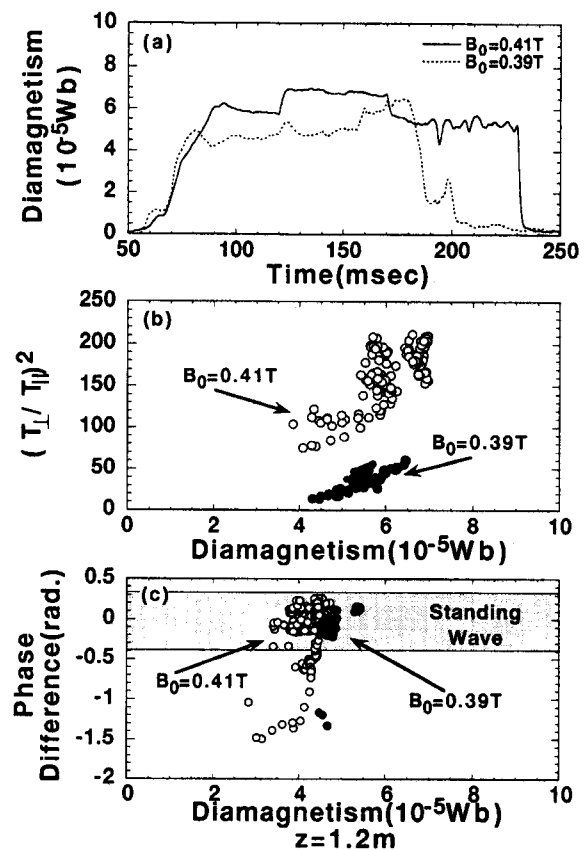 (a)
B₀=0.41T
B₀=0.39T
Diamagnetism
(10⁻⁵Wb)
10
8
6
4
2
0
50 100 150 200 250
Time(msec)
(b)
(T⊥/T||)²
250
200
150
100
50
0
B₀=0.41T
B₀=0.39T
0 2 4 6 8 10
Diamagnetism(10⁻⁵Wb)
(c)
Phase
Difference(rad.)
0.5
0
-0.5
-1
-1.5
-2
Standing
Wave
B₀=0.41T
B₀=0.39T
0 2 4 6 8 10
Diamagnetism(10⁻⁵Wb)
z=1.2m